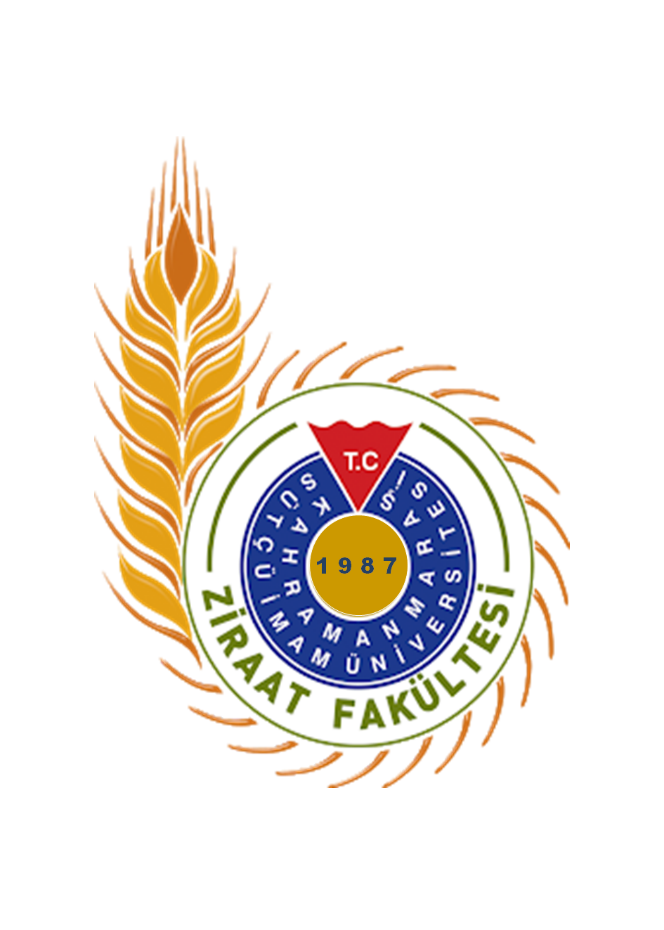 T.C
KAHRAMANMARAŞ
SÜTÇÜ İMAM ÜNİVERSİTESİ
1987
ZİRAAT FAKÜLTESİ